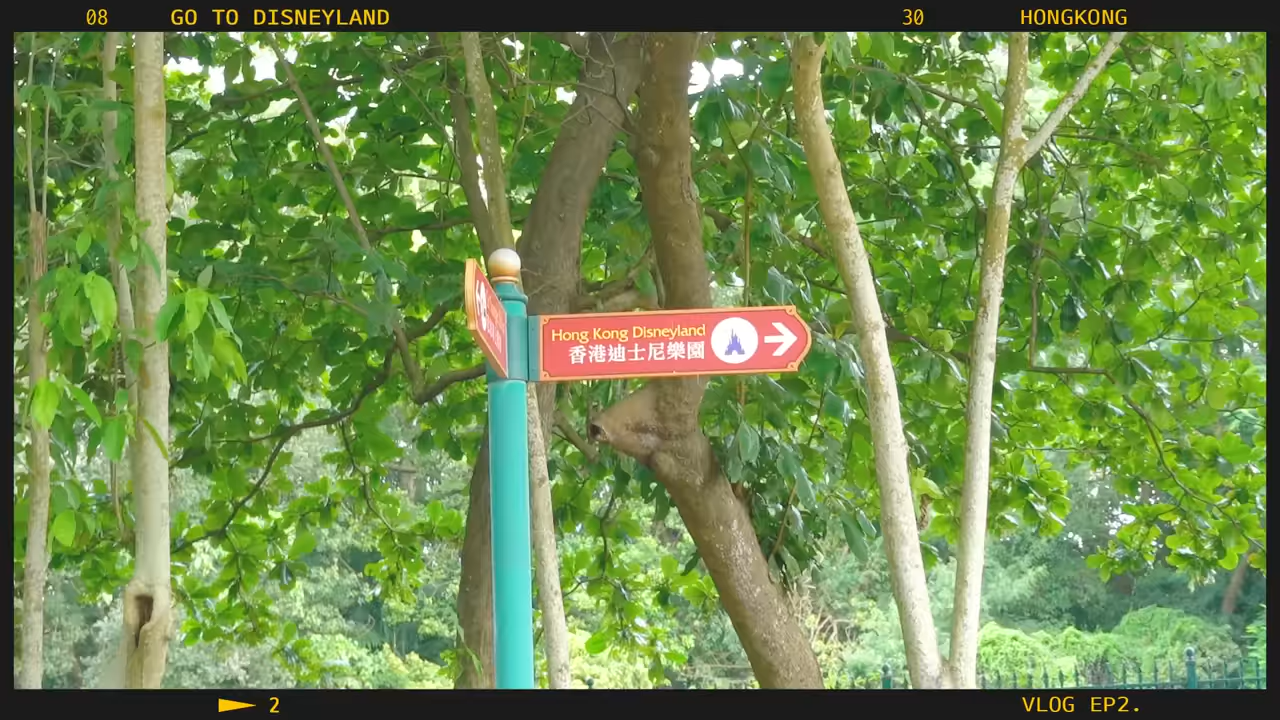 08 GO TO DISNEYLAND 30 HONGKONG
Hong Kong Disneyland
香港迪士尼樂園
2 VLOG EP2.